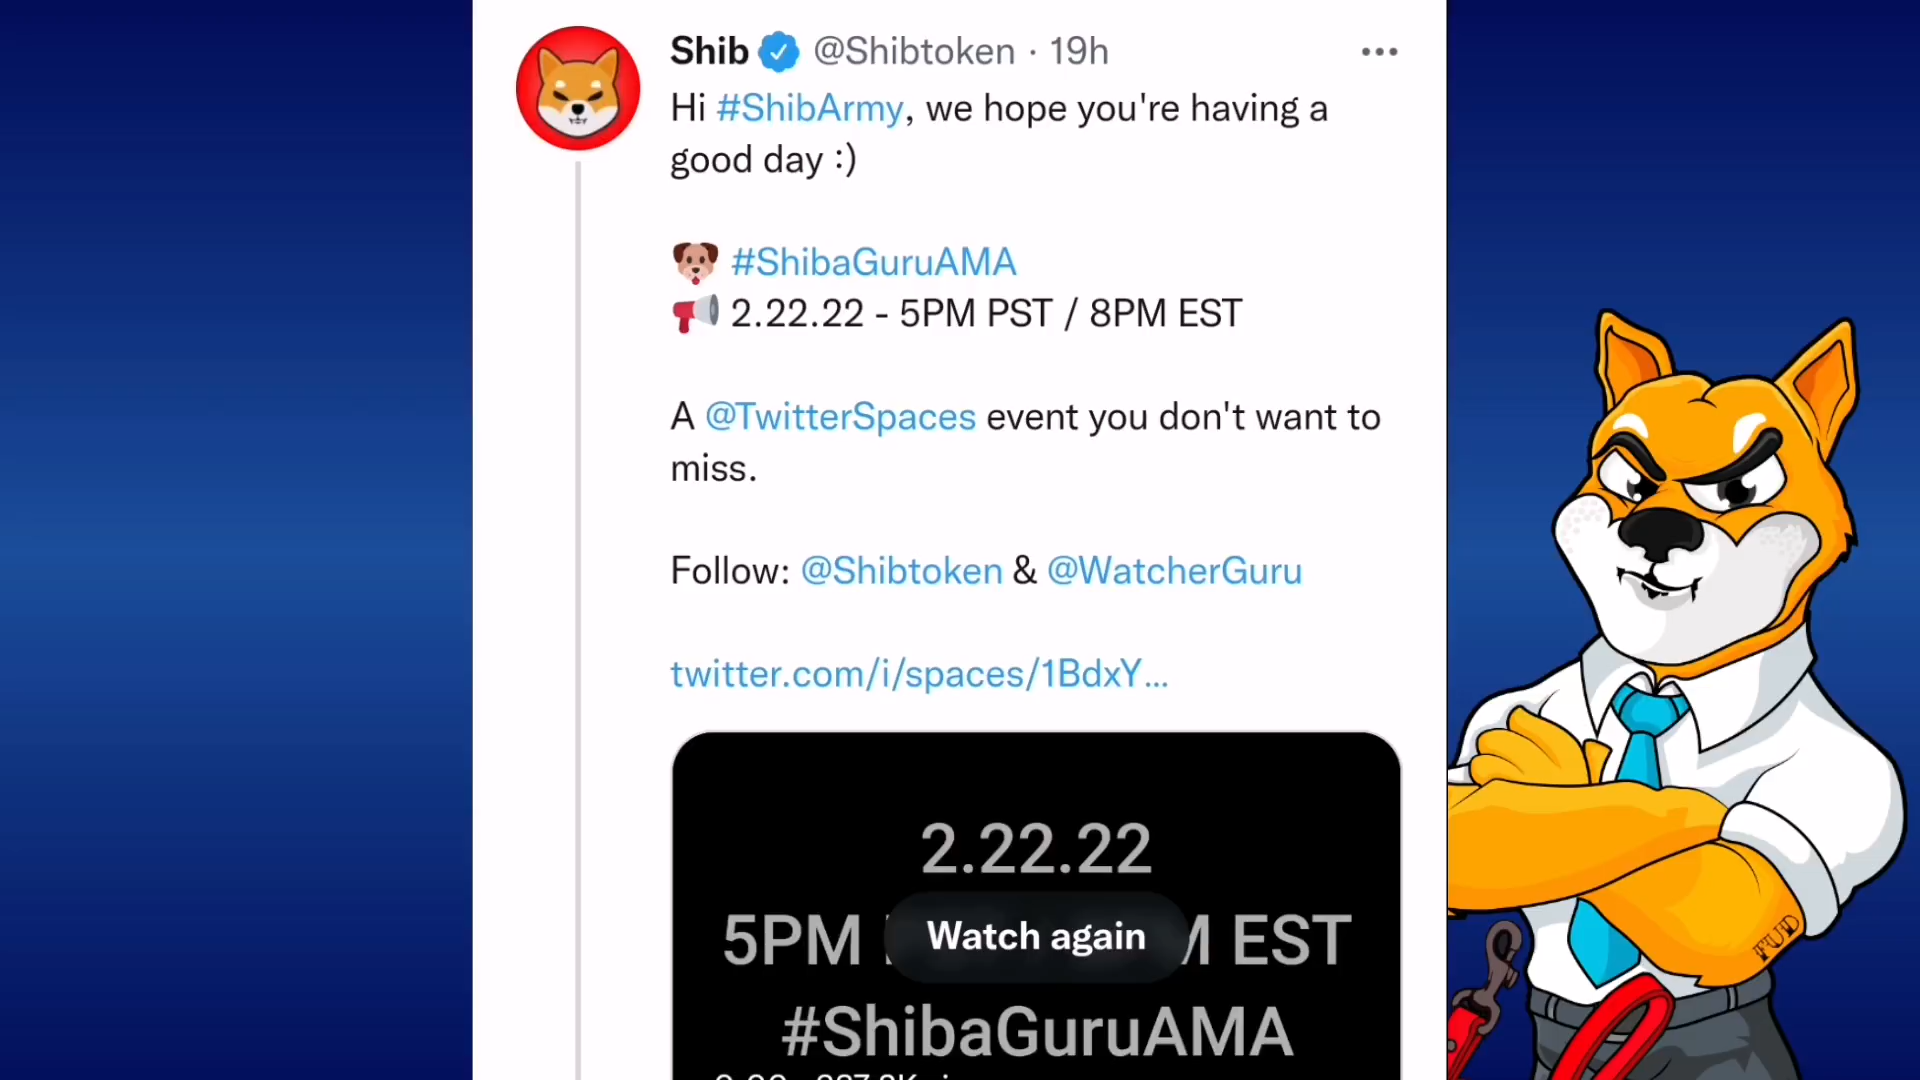 Shib @Shibtoken · 19h
Hi #ShibArmy, we hope you're having a
good day :)
#ShibaGuruAMA
2.22.22 - 5PM PST / 8PM EST
A @TwitterSpaces event you don't want to
miss.
Follow: @Shibtoken & @WatcherGuru
twitter.com/i/spaces/1BdxY...
2.22.22
5PM EST
Watch again
#ShibaGuruAMA
FUD